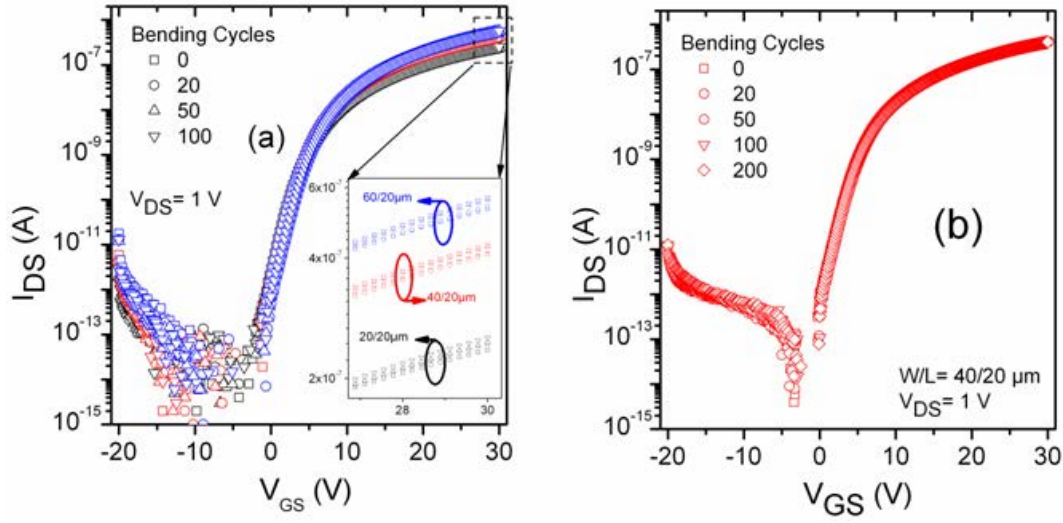 Bending Cycles
0
20
50
100
(a)
V_DS= 1 V
10^-7
10^-9
10^-11
10^-13
10^-15
I_DS (A)
-20 -10 0 10 20 30
V_GS (V)
6x10^-7
4x10^-7
2x10^-7
60/20μm
40/20μm
20/20μm
28 30
Bending Cycles
0
20
50
100
200
(b)
W/L= 40/20 μm
V_DS= 1 V
10^-7
10^-9
10^-11
10^-13
10^-15
I_DS (A)
-20 -10 0 10 20 30
V_GS (V)